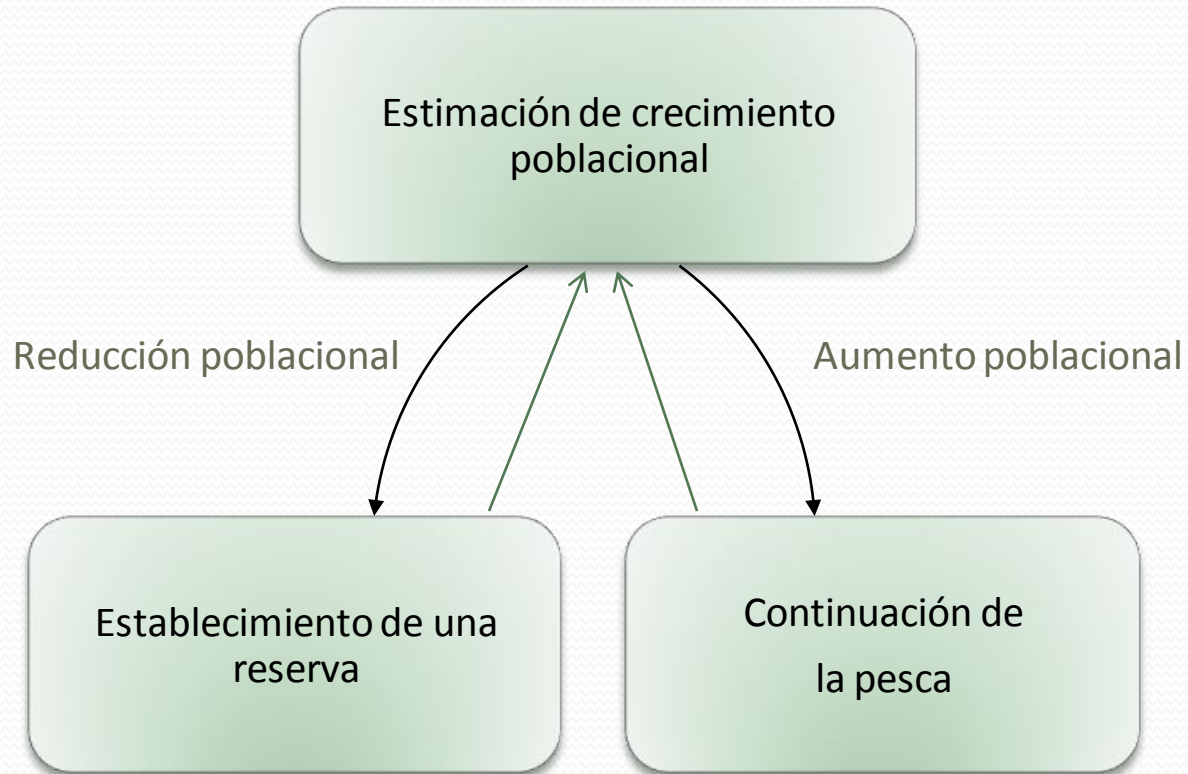 Estimación de crecimiento
poblacional
Reducción poblacional
Aumento poblacional
Establecimiento de una
reserva
Continuación de
la pesca